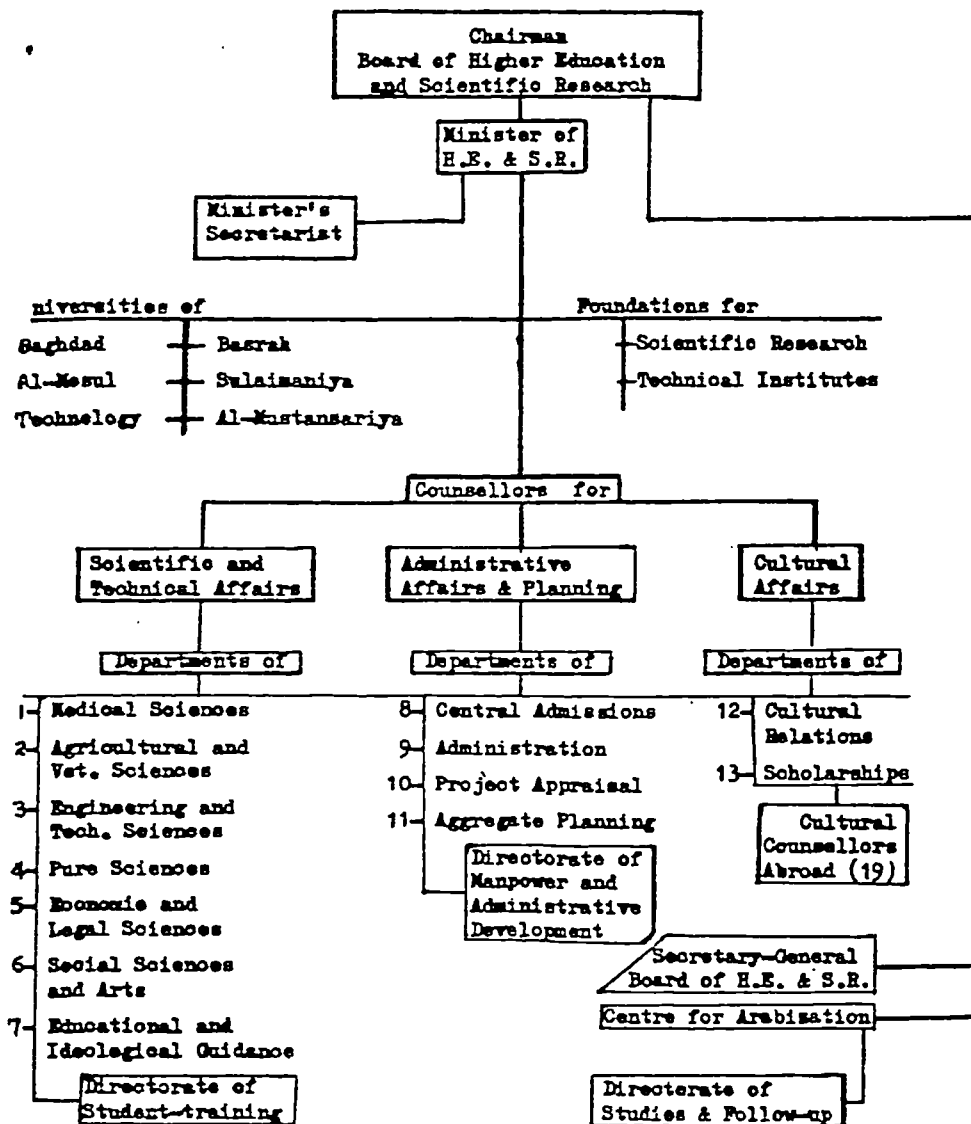 Chairman
Board of Higher Education
and Scientific Research
Minister of
H.E. & S.R.
Minister's
Secretarist
niversities of
Baghdad
Basrah
Al-Mosul
Sulaimaniya
Technology
Al-Mustansariya
Foundations for
Scientific Research
Technical Institutes
Counsellors for
Scientific and
Technical Affairs
Administrative
Affairs & Planning
Cultural
Affairs
Departments of
1 Medical Sciences
2 Agricultural and
Vet. Sciences
3 Engineering and
Tech. Sciences
4 Pure Sciences
5 Economic and
Legal Sciences
6 Social Sciences
and Arts
7 Educational and
Ideological Guidance
Directorate of
Student-training
Departments of
8 Central Admissions
9 Administration
10 Project Appraisal
11 Aggregate Planning
Directorate of
Manpower and
Administrative
Development
Departments of
12 Cultural
Relations
13 Scholarships
Cultural
Counsellors
Abroad (19)
Secretary-General
Board of H.E. & S.R.
Centre for Arabization
Directorate of
Studies & Follow-up